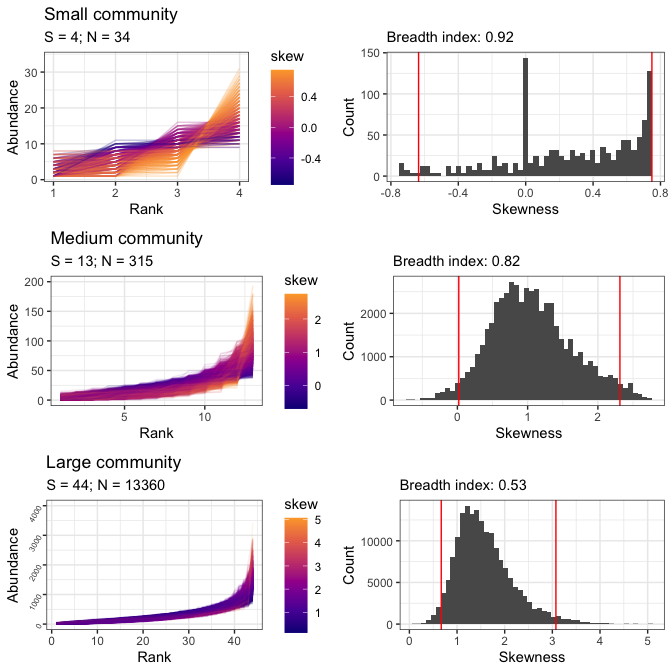 Small community
S = 4; N = 34
Abundance
30
20
10
0
1
2
3
4
Rank
skew
0.4
0.0
-0.4
Breadth index: 0.92
Count
150
100
50
0
-0.8
-0.4
0.0
0.4
0.8
Skewness
Medium community
S = 13; N = 315
Abundance
200
150
100
50
0
5
10
Rank
skew
2
1
0
Breadth index: 0.82
Count
2000
1000
0
0
1
2
Skewness
Large community
S = 44; N = 13360
Abundance
4000
3000
2000
1000
0
0
10
20
30
40
Rank
skew
5
4
3
2
1
Breadth index: 0.53
Count
10000
5000
0
0
1
2
3
4
5
Skewness